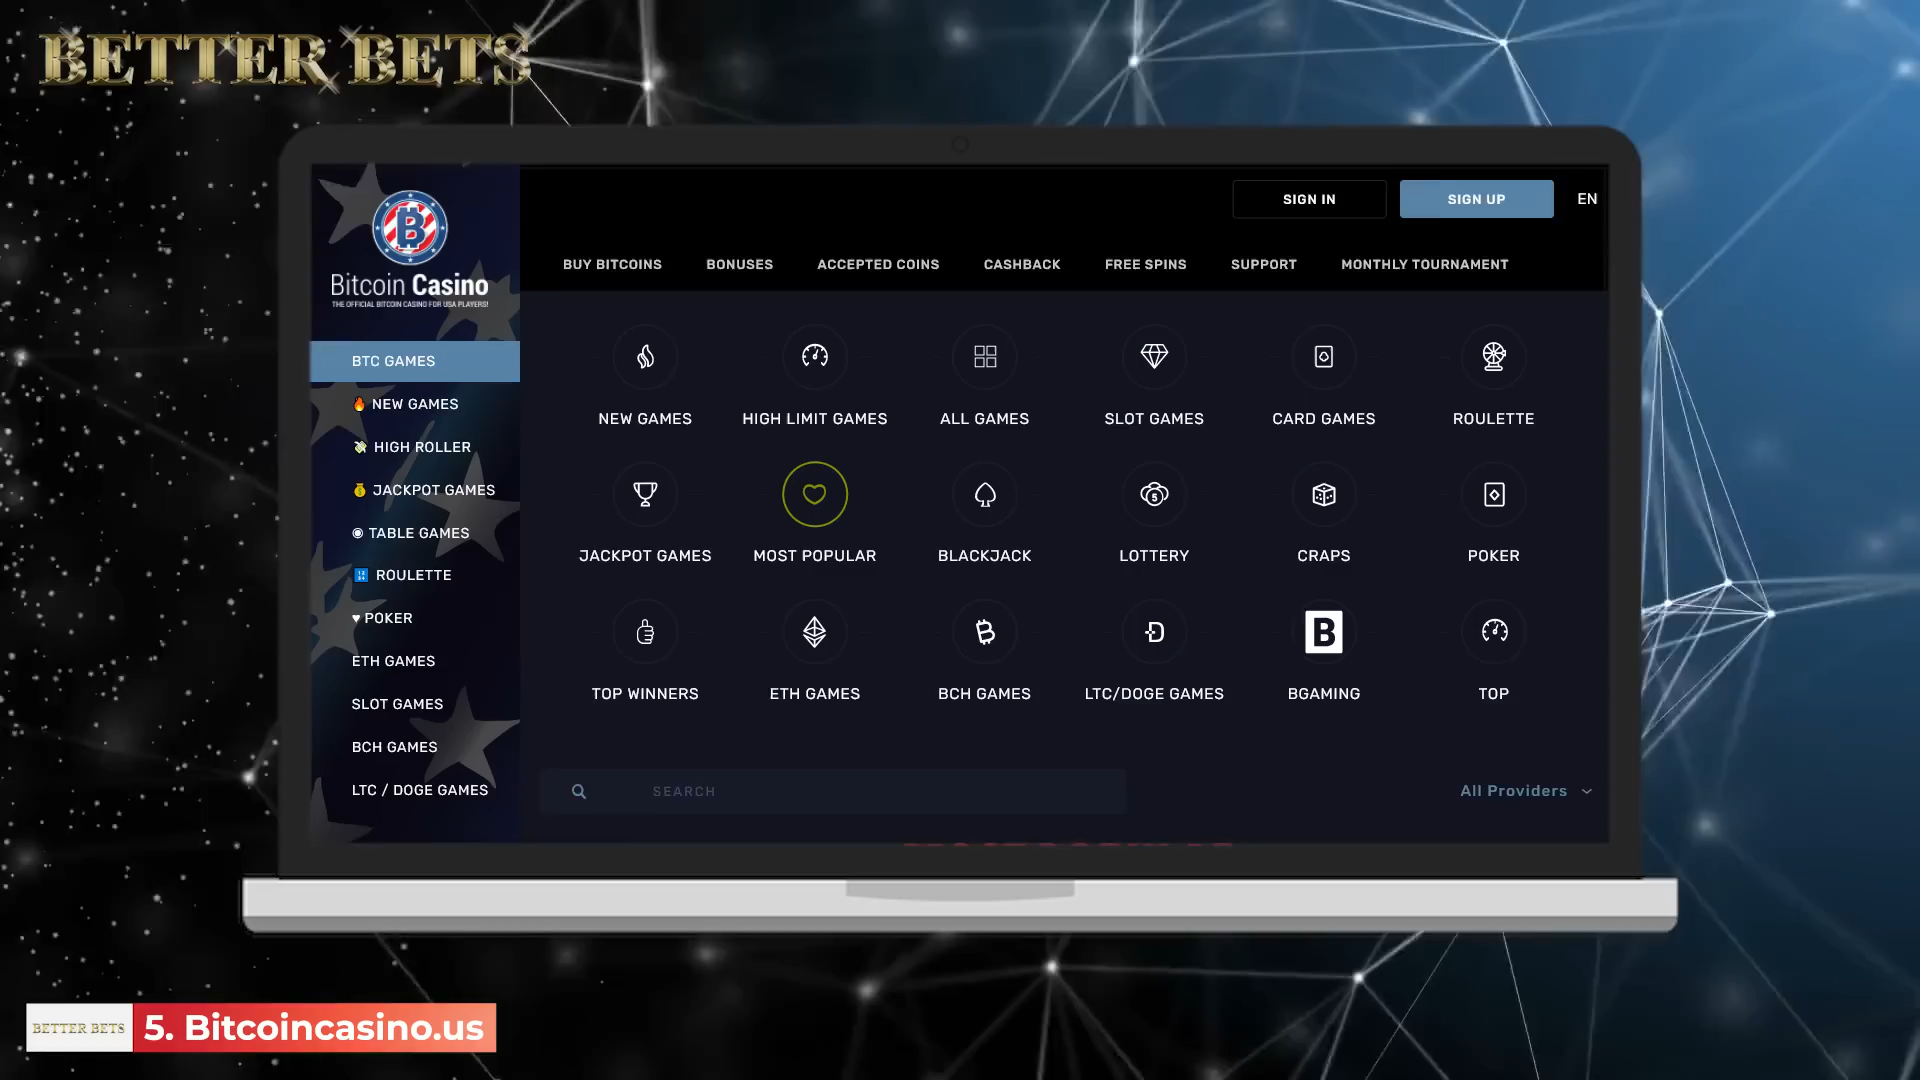 BETTER BETS
SIGN IN
SIGN UP
EN
Bitcoin Casino
THE OFFICIAL BITCOIN CASINO FOR USA PLAYERS!
BUY BITCOINS
BONUSES
ACCEPTED COINS
CASHBACK
FREE SPINS
SUPPORT
MONTHLY TOURNAMENT
BTC GAMES
NEW GAMES
HIGH ROLLER
JACKPOT GAMES
TABLE GAMES
ROULETTE
POKER
ETH GAMES
SLOT GAMES
BCH GAMES
LTC / DOGE GAMES
NEW GAMES
HIGH LIMIT GAMES
ALL GAMES
SLOT GAMES
CARD GAMES
ROULETTE
JACKPOT GAMES
MOST POPULAR
BLACKJACK
5
LOTTERY
CRAPS
POKER
B
TOP WINNERS
ETH GAMES
BCH GAMES
LTC/DOGE GAMES
BGAMING
TOP
SEARCH
All Providers
BETTER BETS
5. Bitcoincasino.us